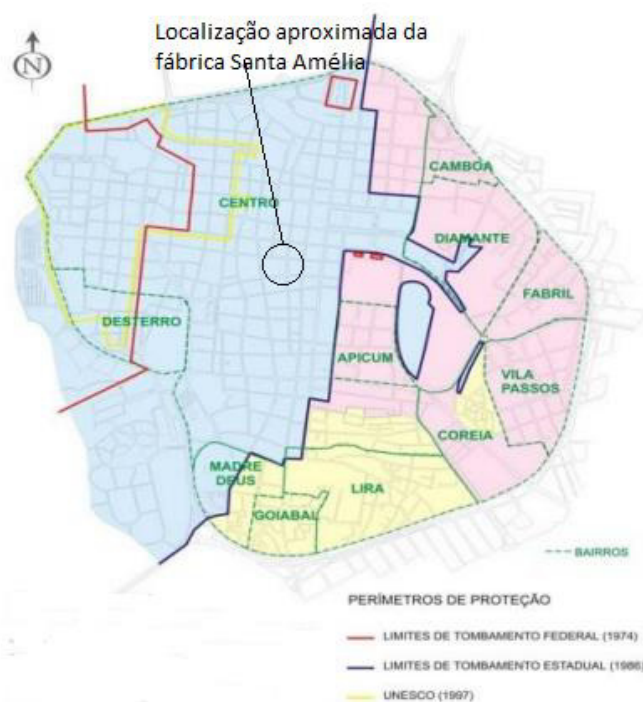 Localização aproximada da
fábrica Santa Amélia
N
CAMBOA
CENTRO
DIAMANTE
FABRIL
DESTERRO
APICUM
VILA
PASSOS
COREIA
MADRE
DEUS
LIRA
GOIABAL
BAIRROS
PERÍMETROS DE PROTEÇÃO
LIMITES DE TOMBAMENTO FEDERAL (1974)
LIMITES DE TOMBAMENTO ESTADUAL (1986)
UNESCO (1997)